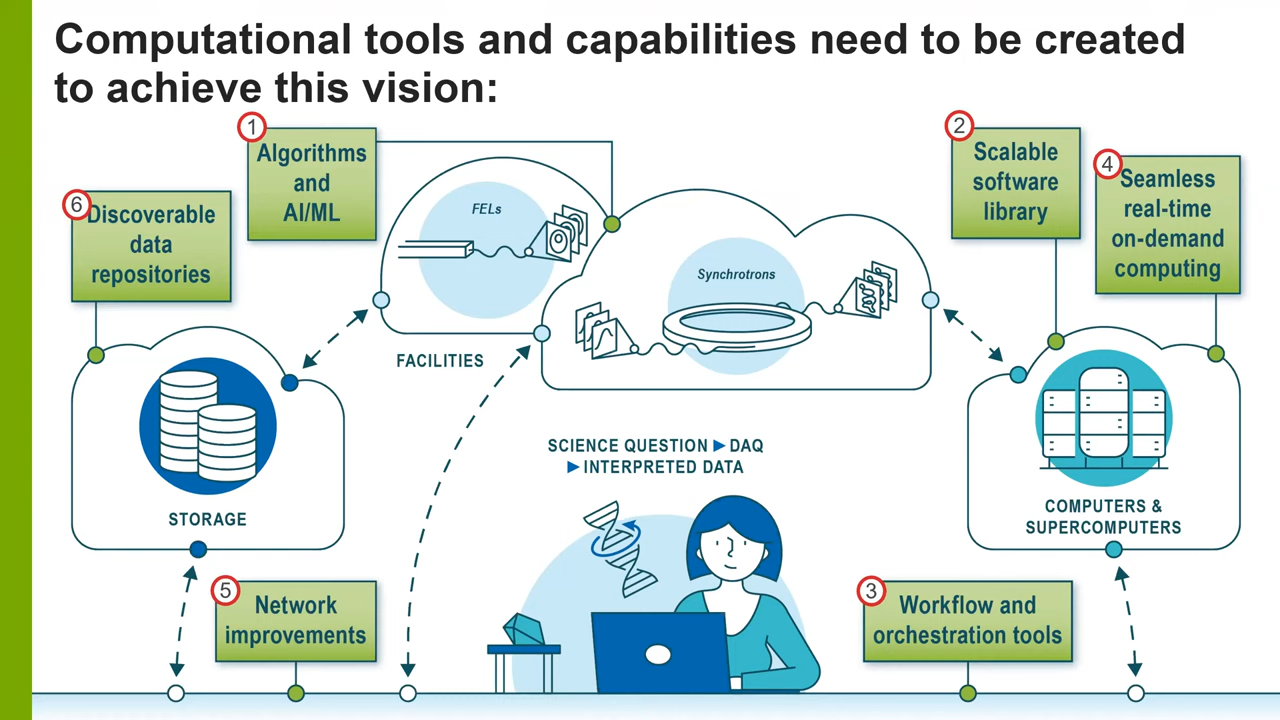 Computational tools and capabilities need to be created
to achieve this vision:
1
Algorithms
and
AI/ML
2
Scalable
software
library
4
Seamless
real-time
on-demand
computing
6
Discoverable
data
repositories
FELs
Synchrotrons
FACILITIES
SCIENCE QUESTION ▶ DAQ
▶ INTERPRETED DATA
STORAGE
COMPUTERS &
SUPERCOMPUTERS
5
Network
improvements
3
Workflow and
orchestration tools